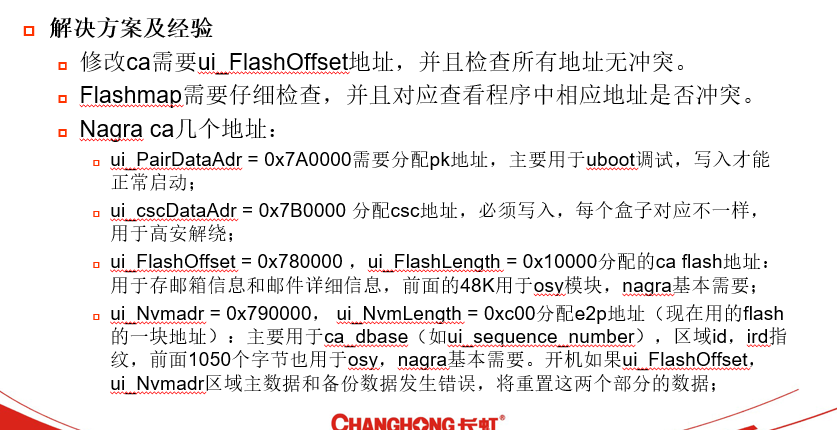 解决方案及经验
修改ca需要ui_FlashOffset地址，并且检查所有地址无冲突。
Flashmap需要仔细检查，并且对应查看程序中相应地址是否冲突。
Nagra ca几个地址：
ui_PairDataAdr = 0x7A0000需要分配pk地址，主要用于uboot调试，写入才能
正常启动；
ui_cscDataAdr = 0x7B0000 分配csc地址，必须写入，每个盒子对应不一样，
用于高安解绕；
ui_FlashOffset = 0x780000 ，ui_FlashLength = 0x10000分配的ca flash地址：
用于存邮箱信息和邮件详细信息，前面的48K用于osy模块，nagra基本需要；
ui_Nvmadr = 0x790000， ui_NvmLength = 0xc00分配e2p地址（现在用的flash
的一块地址）：主要用于ca_dbase（如ui_sequence_number），区域id，ird指
纹，前面1050个字节也用于osy，nagra基本需要。开机如果ui_FlashOffset，
ui_Nvmadr区域主数据和备份数据发生错误，将重置这两个部分的数据；
CHANGHONG 长虹®